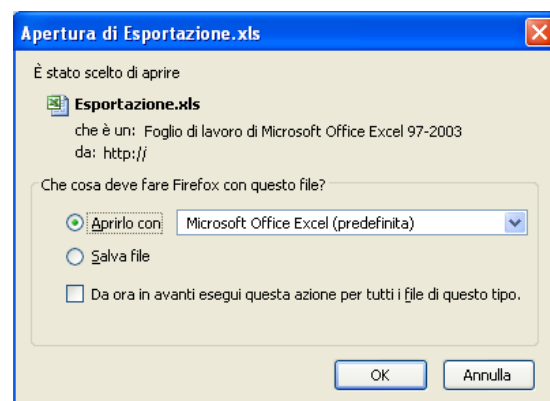 Apertura di Esportazione.xls
È stato scelto di aprire
Esportazione.xls
che è un: Foglio di lavoro di Microsoft Office Excel 97-2003
da: http://i
Che cosa deve fare Firefox con questo file?
Aprirlo con Microsoft Office Excel (predefinita)
Salva file
Da ora in avanti esegui questa azione per tutti i file di questo tipo.
OK Annulla